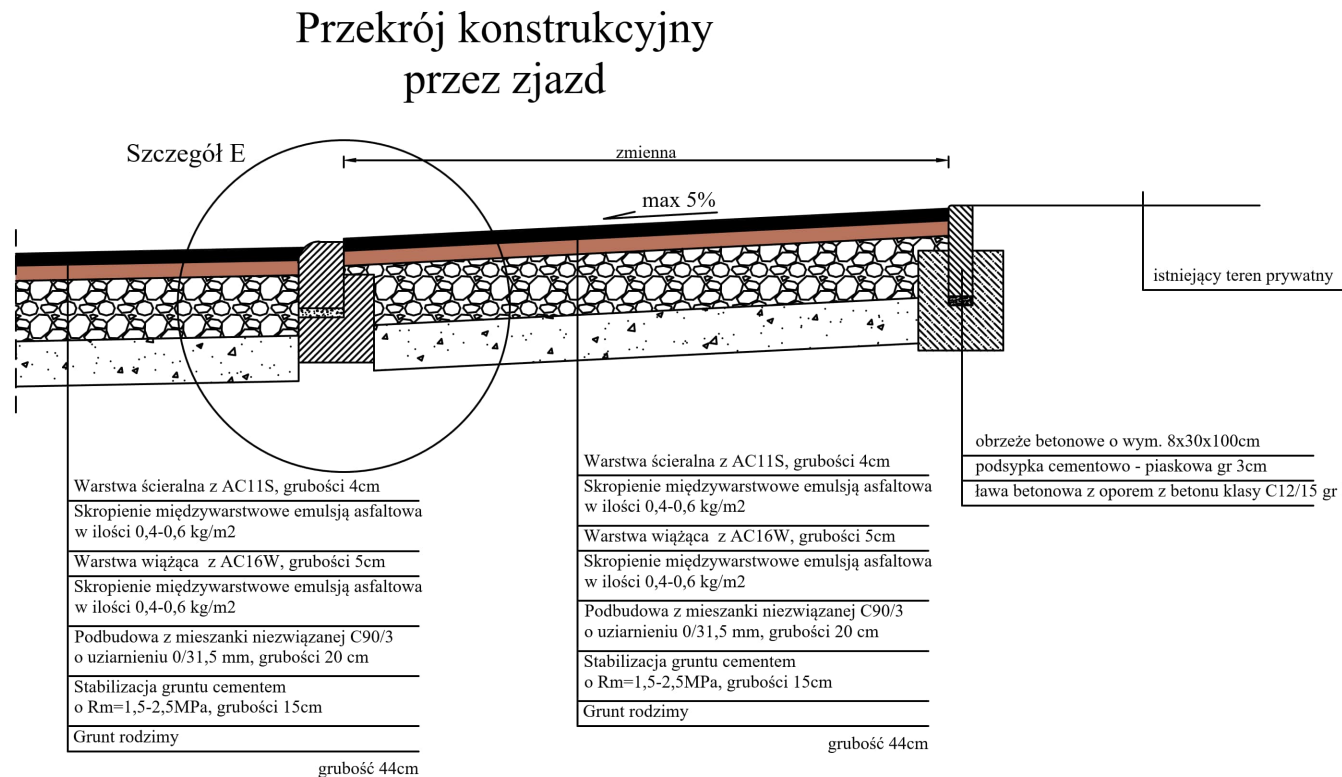 Przekrój konstrukcyjny
przez zjazd
Szczegół E
zmienna
max 5%
istniejący teren prywatny
obrzeże betonowe o wym. 8x30x100cm
podsypka cementowo - piaskowa gr 3cm
ława betonowa z oporem z betonu klasy C12/15 gr
Warstwa ścieralna z AC11S, grubości 4cm
Skropienie międzywarstwowe emulsją asfaltowa
w ilości 0,4-0,6 kg/m2
Warstwa wiążąca z AC16W, grubości 5cm
Skropienie międzywarstwowe emulsją asfaltowa
w ilości 0,4-0,6 kg/m2
Podbudowa z mieszanki niezwiązanej C90/3
o uziarnieniu 0/31,5 mm, grubości 20 cm
Stabilizacja gruntu cementem
o Rm=1,5-2,5MPa, grubości 15cm
Grunt rodzimy
grubość 44cm
Warstwa ścieralna z AC11S, grubości 4cm
Skropienie międzywarstwowe emulsją asfaltowa
w ilości 0,4-0,6 kg/m2
Warstwa wiążąca z AC16W, grubości 5cm
Skropienie międzywarstwowe emulsją asfaltowa
w ilości 0,4-0,6 kg/m2
Podbudowa z mieszanki niezwiązanej C90/3
o uziarnieniu 0/31,5 mm, grubości 20 cm
Stabilizacja gruntu cementem
o Rm=1,5-2,5MPa, grubości 15cm
Grunt rodzimy
grubość 44cm